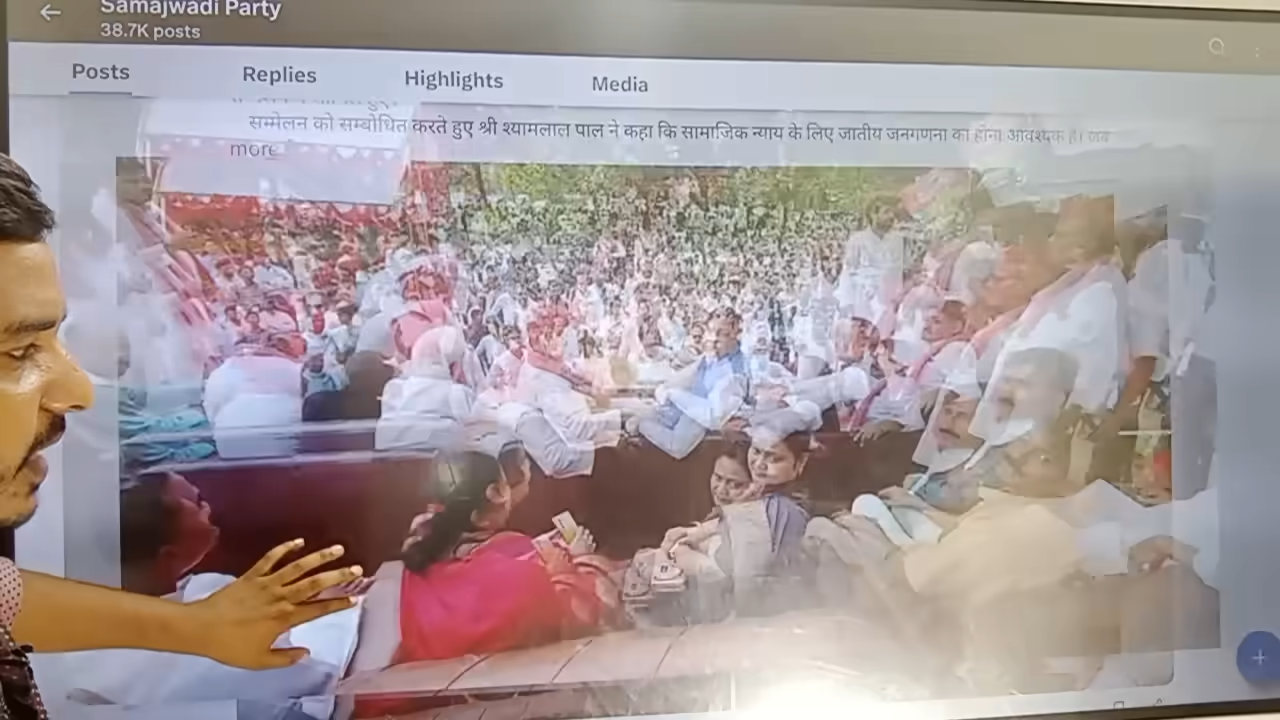 Samajwadi Party
38.7K posts
Posts Replies Highlights Media
सम्मेलन को सम्बोधित करते हुए श्री श्यामलाल पाल ने कहा कि सामाजिक न्याय के लिए जातीय जनगणना का होना आवश्यक है।
more